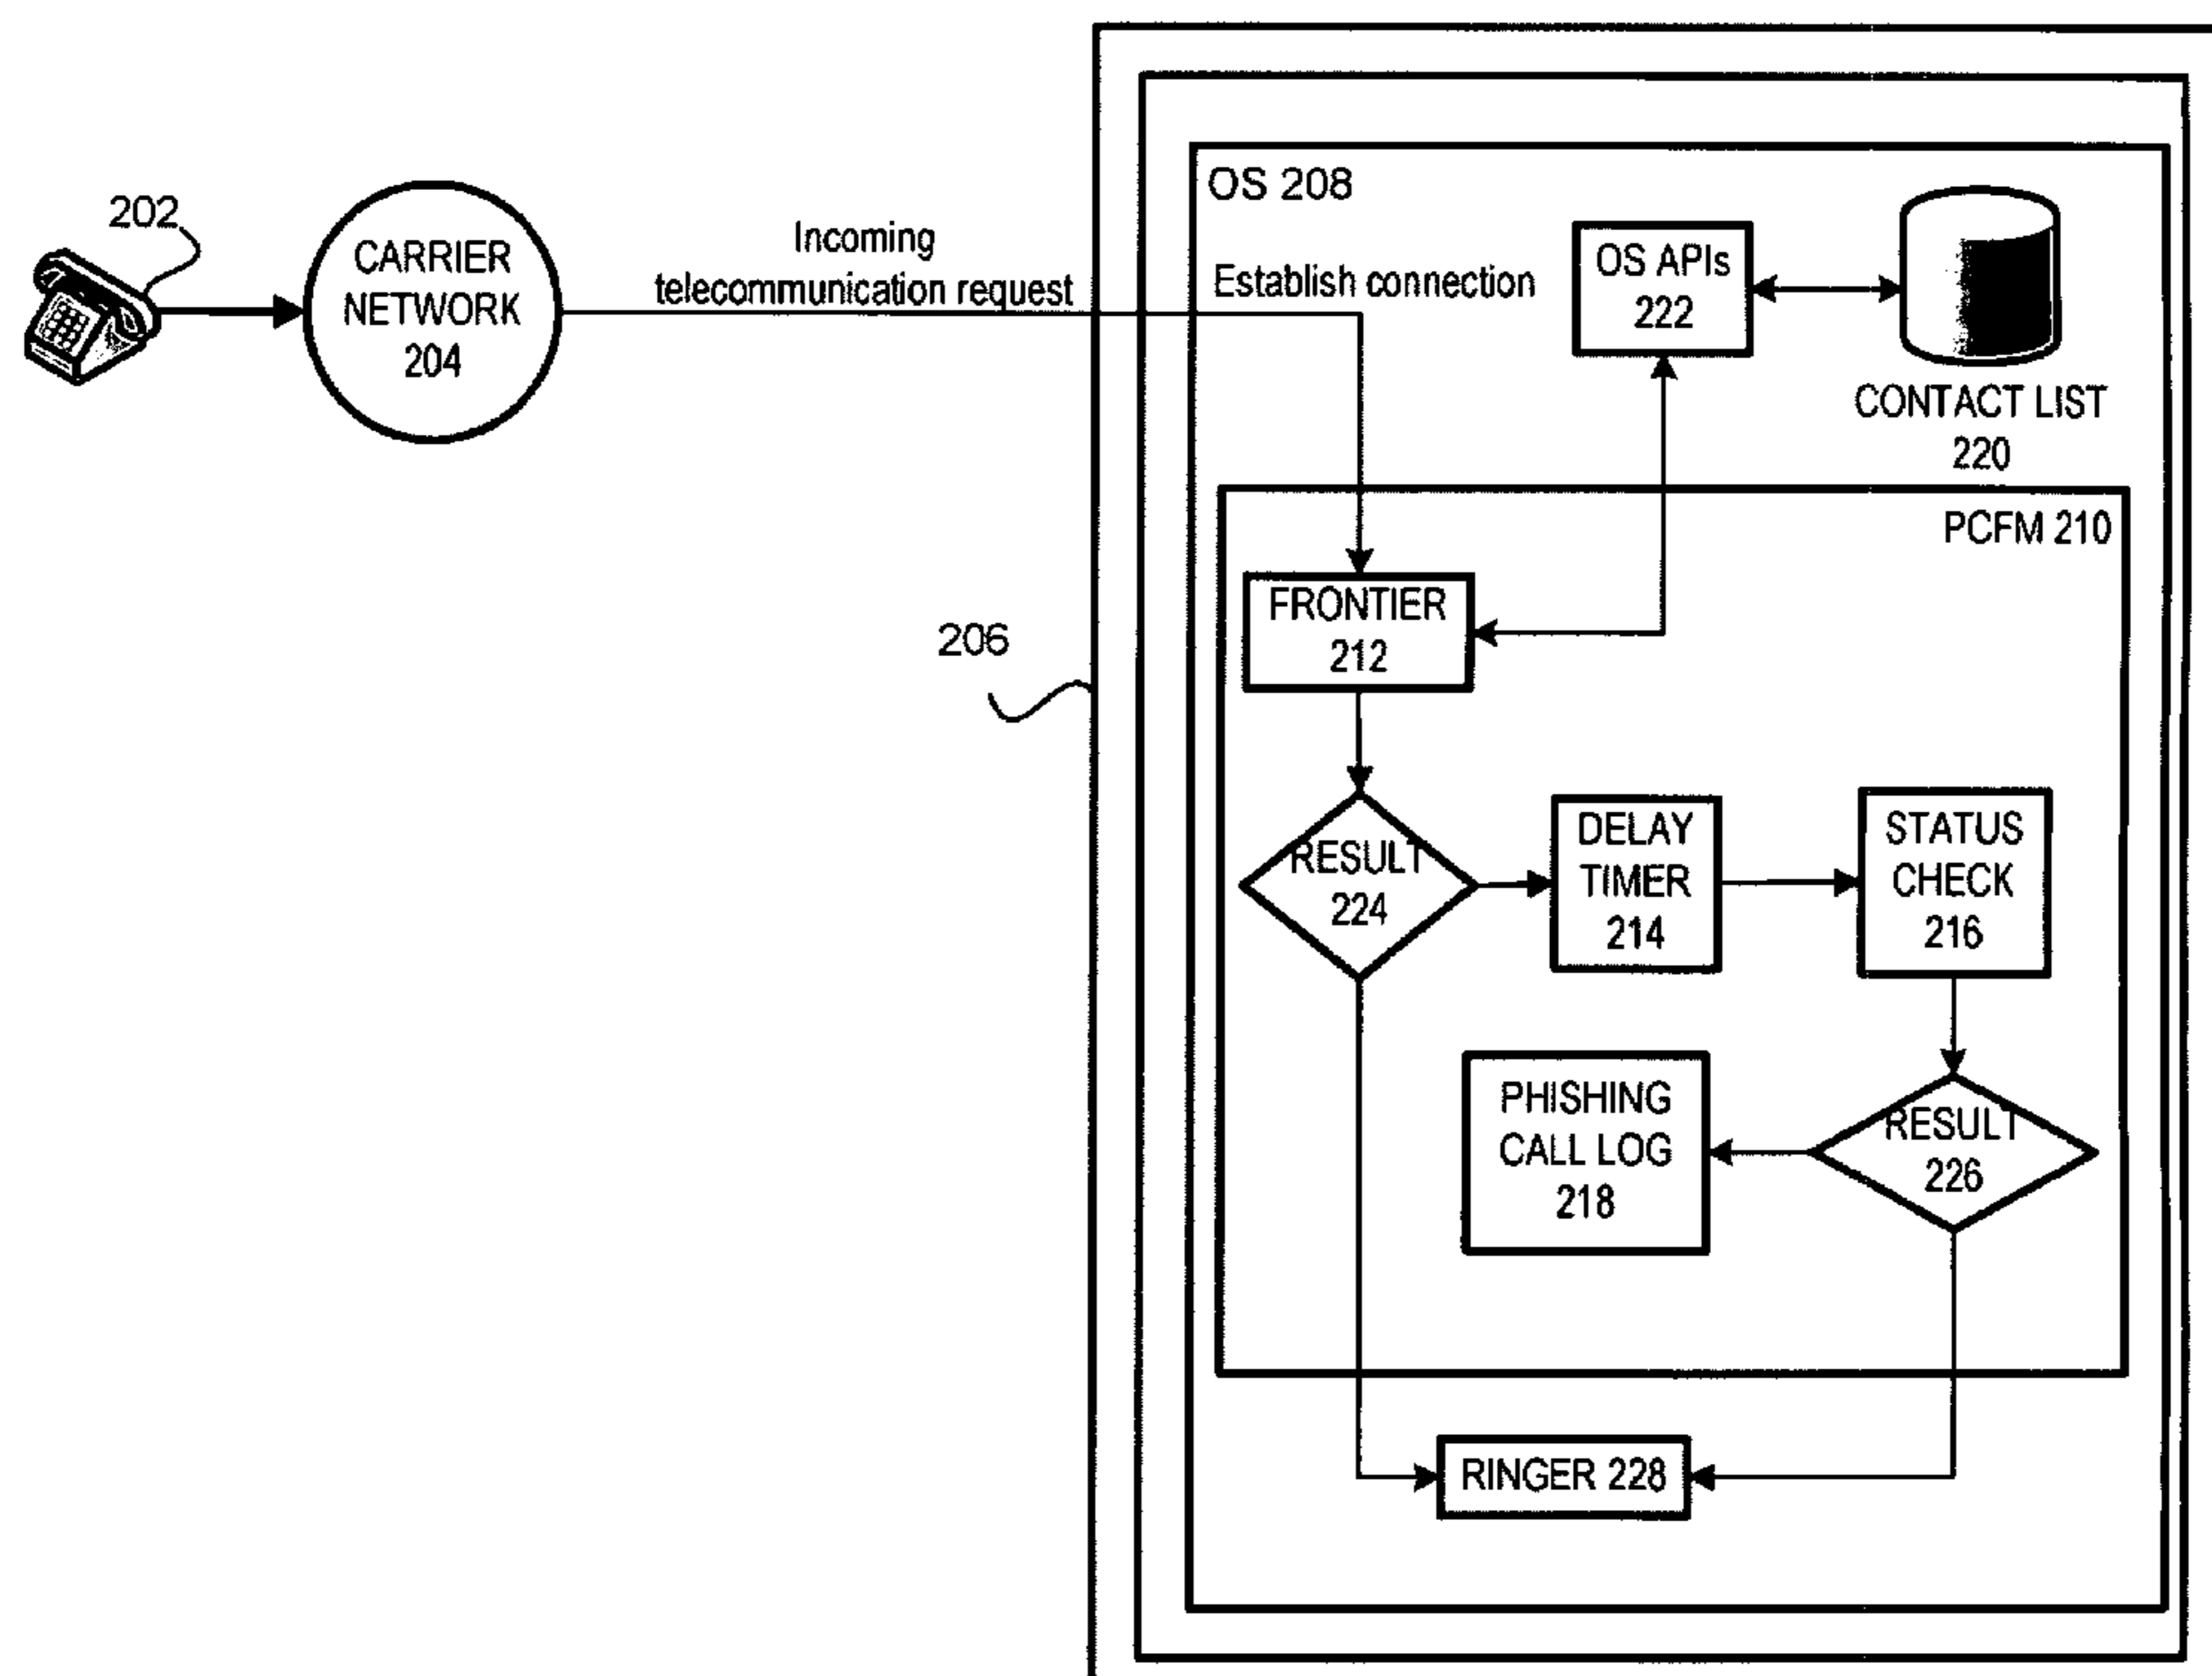 OS 208
202
CARRIER
NETWORK
204
Incoming
telecommunication request
Establish connection
OS APIs
222
CONTACT LIST
220
PCFM 210
FRONTIER
212
206
RESULT
224
DELAY
TIMER
214
STATUS
CHECK
216
PHISHING
CALL LOG
218
RESULT
226
RINGER 228